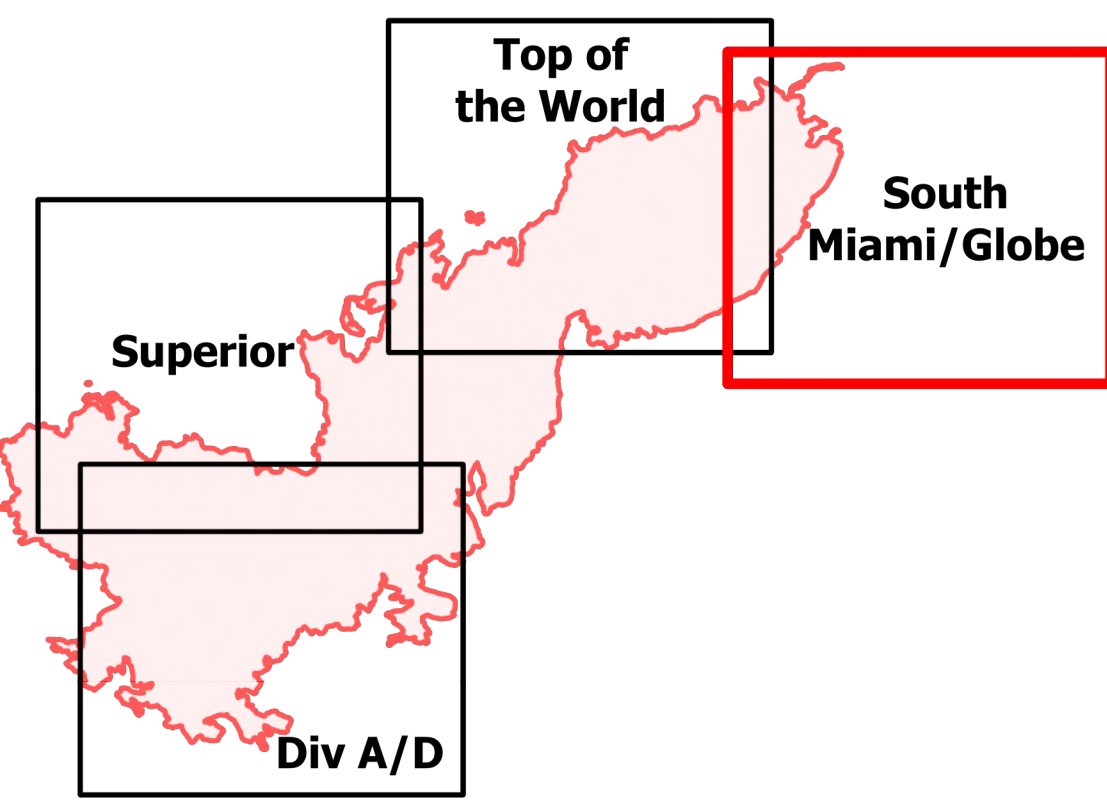 Top of
the World
South
Miami/Globe
Superior
Div A/D